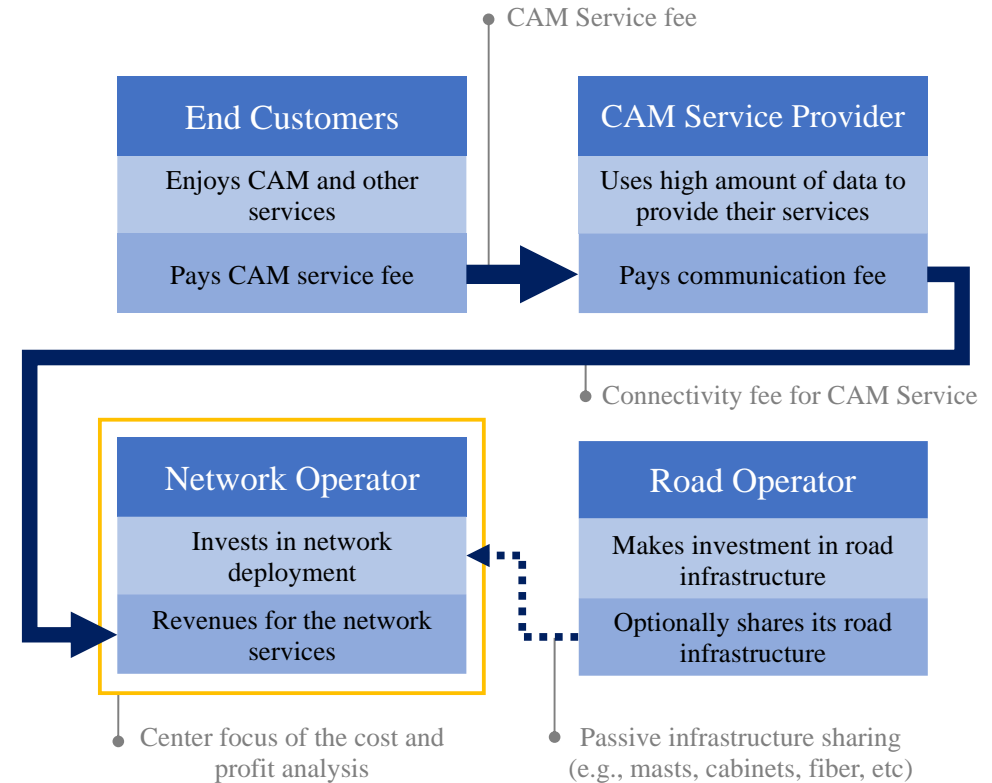 CAM Service fee
End Customers
Enjoys CAM and other
services
Pays CAM service fee
CAM Service Provider
Uses high amount of data to
provide their services
Pays communication fee
Connectivity fee for CAM Service
Network Operator
Invests in network
deployment
Revenues for the network
services
Road Operator
Makes investment in road
infrastructure
Optionally shares its road
infrastructure
Center focus of the cost and
profit analysis
Passive infrastructure sharing
(e.g., masts, cabinets, fiber, etc)